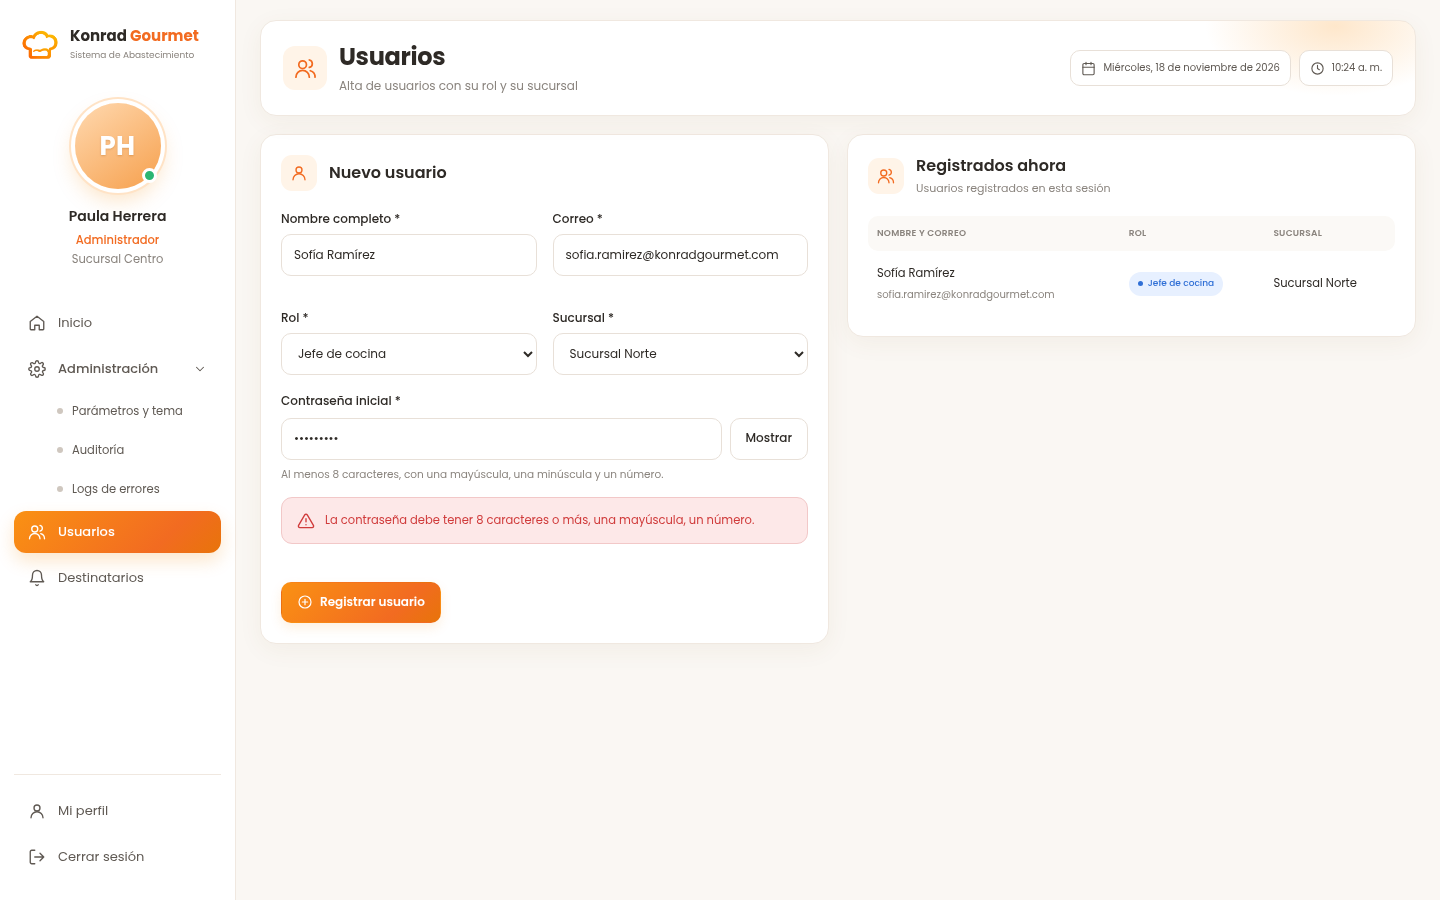 Konrad Gourmet
Sistema de Abastecimiento
PH
Paula Herrera
Administrador
Sucursal Centro
Inicio
Administración
Parámetros y tema
Auditoría
Logs de errores
Usuarios
Destinatarios
Mi perfil
Cerrar sesión
Usuarios
Alta de usuarios con su rol y su sucursal
Miércoles, 18 de noviembre de 2026
10:24 a. m.
Nuevo usuario
Nombre completo *
Correo *
Sofía Ramírez
sofia.ramirez@konradgourmet.com
Rol *
Sucursal *
Jefe de cocina
Sucursal Norte
Contraseña inicial *
•••••••••
Mostrar
Al menos 8 caracteres, con una mayúscula, una minúscula y un número.
La contraseña debe tener 8 caracteres o más, una mayúscula, un número.
Registrar usuario
Registrados ahora
Usuarios registrados en esta sesión
NOMBRE Y CORREO
ROL
SUCURSAL
Sofía Ramírez
sofia.ramirez@konradgourmet.com
Jefe de cocina
Sucursal Norte